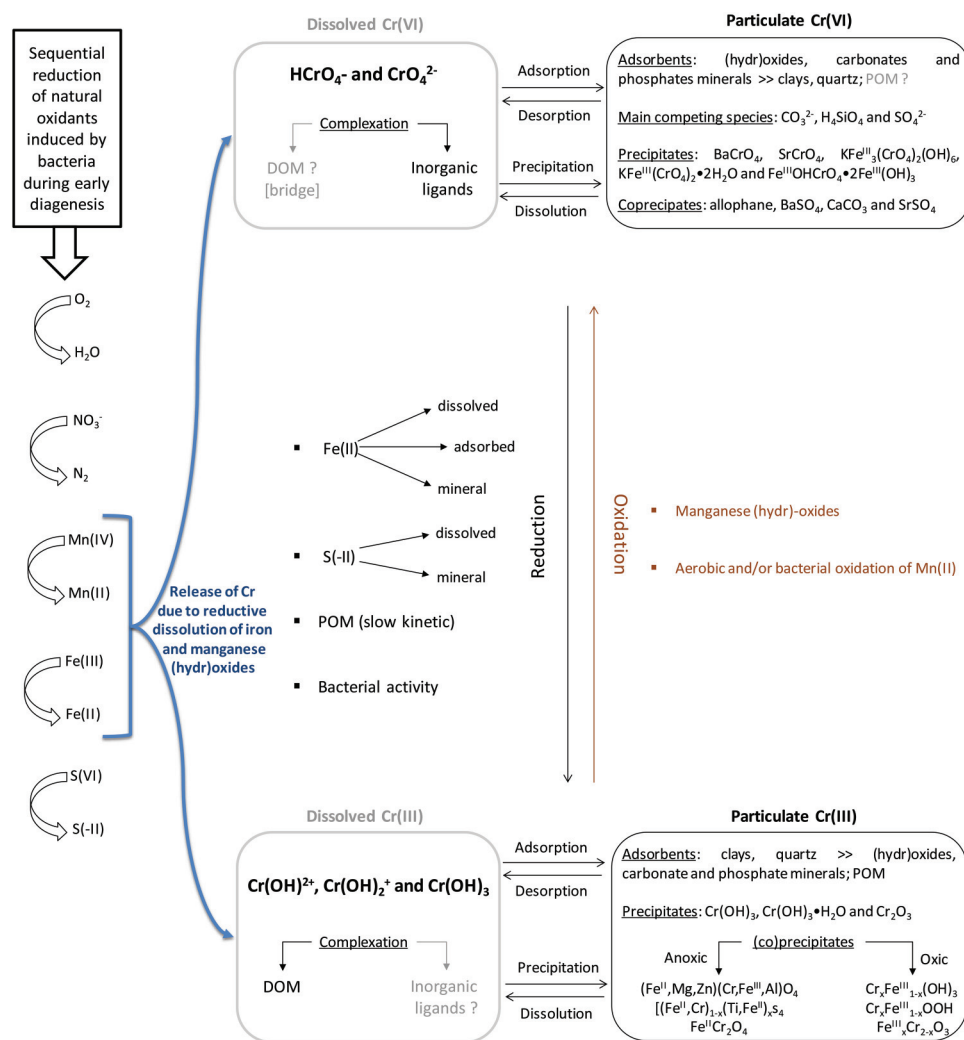 Sequential
reduction
of natural
oxidants
induced by
bacteria
during early
diagenesis
O₂
H₂O
NO₃⁻
N₂
Mn(IV)
Mn(II)
Fe(III)
Fe(II)
S(VI)
S(-II)
Release of Cr
due to reductive
dissolution of iron
and manganese
(hydr)oxides
Dissolved Cr(VI)
HCrO₄- and CrO₄²⁻
Complexation
DOM ?
[bridge]
Inorganic
ligands
Adsorption
Desorption
Precipitation
Dissolution
Particulate Cr(VI)
Adsorbents: (hydr)oxides, carbonates and
phosphates minerals >> clays, quartz; POM ?
Main competing species: CO₃²⁻, H₄SiO₄ and SO₄²⁻
Precipitates: BaCrO₄, SrCrO₄, KFeᴵᴵᴵ₃(CrO₄)₂(OH)₆,
KFeᴵᴵᴵ(CrO₄)₂•2H₂O and FeᴵᴵᴵOHCrO₄•2Feᴵᴵᴵ(OH)₃
Coprecipates: allophane, BaSO₄, CaCO₃ and SrSO₄
▪ Fe(II)
dissolved
adsorbed
mineral
▪ S(-II)
dissolved
mineral
▪ POM (slow kinetic)
▪ Bacterial activity
Reduction
Oxidation
▪ Manganese (hydr)-oxides
▪ Aerobic and/or bacterial oxidation of Mn(II)
Dissolved Cr(III)
Cr(OH)²⁺, Cr(OH)₂⁺ and Cr(OH)₃
Complexation
DOM
Inorganic
ligands ?
Adsorption
Desorption
Precipitation
Dissolution
Particulate Cr(III)
Adsorbents: clays, quartz >> (hydr)oxides,
carbonate and phosphate minerals; POM
Precipitates: Cr(OH)₃, Cr(OH)₃•H₂O and Cr₂O₃
(co)precipitates
Anoxic
(Feᴵᴵ,Mg,Zn)(Cr,Feᴵᴵᴵ,Al)O₄
[(Feᴵᴵ,Cr)₁₋ₓ(Ti,Feᴵᴵ)ₓs₄
FeᴵᴵCr₂O₄
Oxic
CrₓFeᴵᴵᴵ₁₋ₓ(OH)₃
CrₓFeᴵᴵᴵ₁₋ₓOOH
FeᴵᴵᴵₓCr₂₋ₓO₃